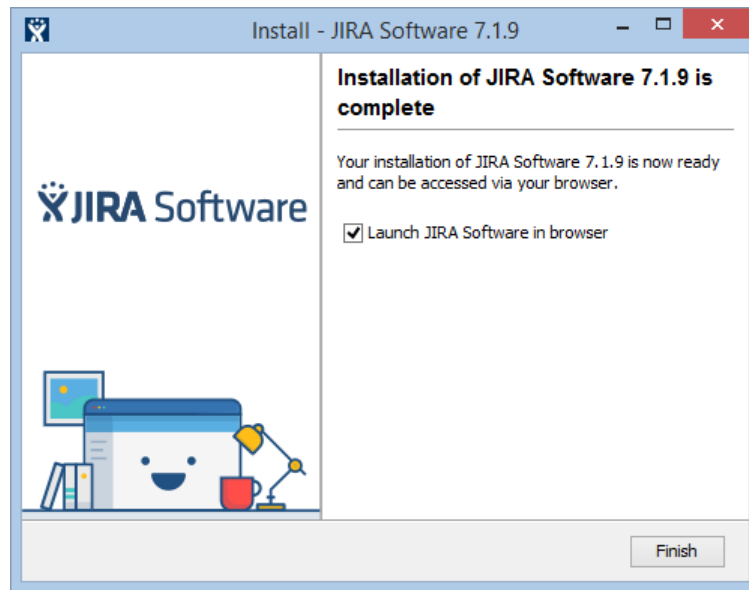 Install - JIRA Software 7.1.9
Installation of JIRA Software 7.1.9 is
complete
Your installation of JIRA Software 7.1.9 is now ready
and can be accessed via your browser.
JIRA Software
Launch JIRA Software in browser
Finish